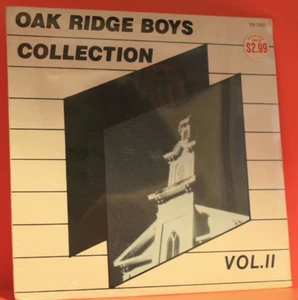 OAK RIDGE BOYS
COLLECTION
$2.99
VOL.II